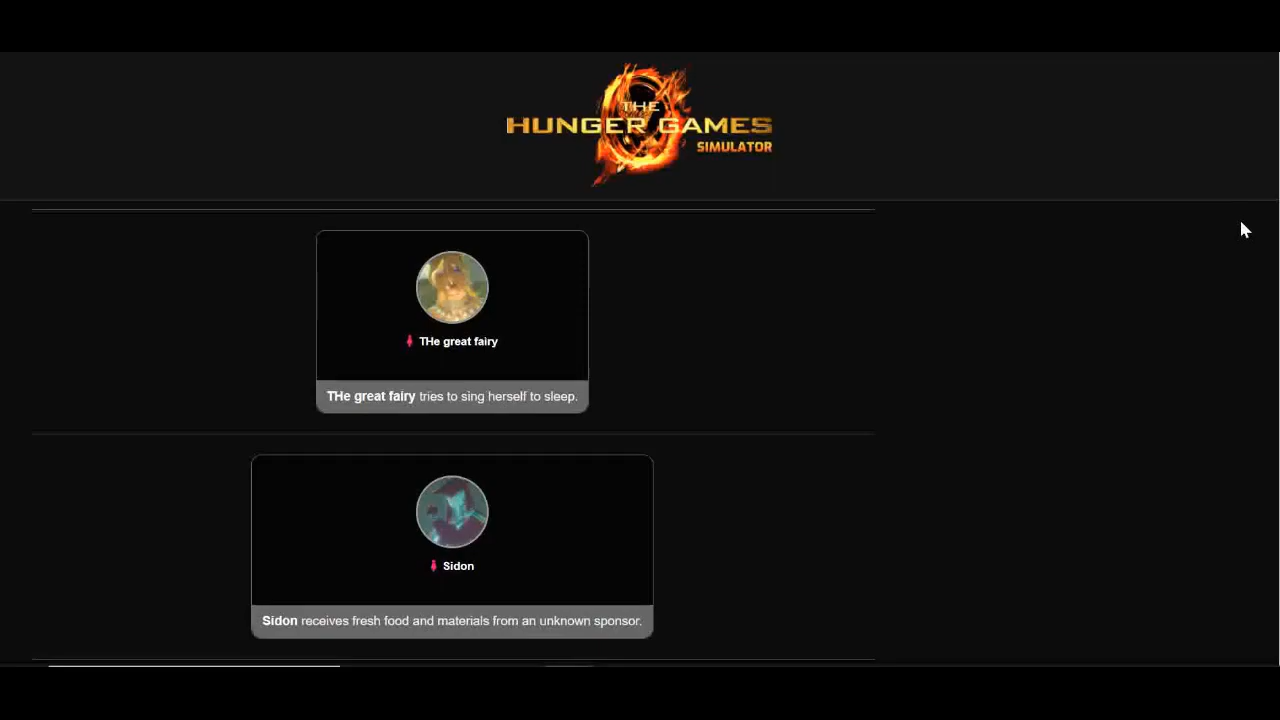 THE
HUNGER GAMES
SIMULATOR
THe great fairy
THe great fairy tries to sing herself to sleep.
Sidon
Sidon receives fresh food and materials from an unknown sponsor.